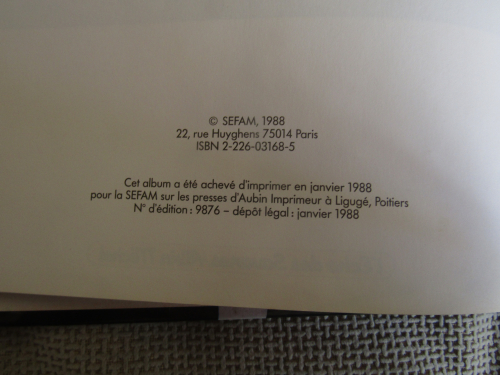 © SEFAM, 1988
22, rue Huyghens 75014 Paris
ISBN 2-226-03168-5
Cet album a été achevé d'imprimer en janvier 1988
pour la SEFAM sur les presses d'Aubin Imprimeur à Ligugé, Poitiers
N° d'édition : 9876 – dépôt légal : janvier 1988